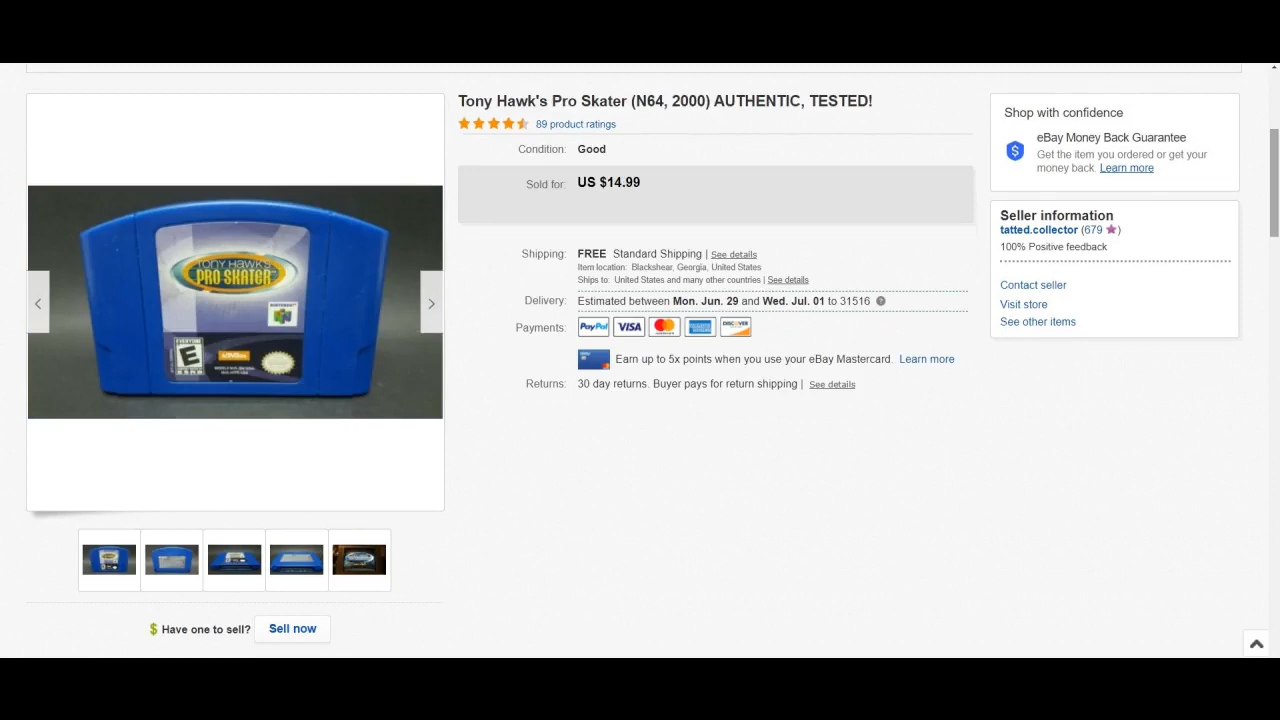 Tony Hawk's Pro Skater (N64, 2000) AUTHENTIC, TESTED!
89 product ratings
Condition: Good
Sold for: US $14.99
Shipping: FREE Standard Shipping | See details
Item location: Blackshear, Georgia, United States
Ships to: United States and many other countries | See details
Delivery: Estimated between Mon. Jun. 29 and Wed. Jul. 01 to 31516
Payments: PayPal VISA MasterCard DISCOVER
Earn up to 5x points when you use your eBay Mastercard. Learn more
Returns: 30 day returns. Buyer pays for return shipping | See details
Shop with confidence
eBay Money Back Guarantee
Get the item you ordered or get your
money back. Learn more
Seller information
tatted.collector (679)
100% Positive feedback
Contact seller
Visit store
See other items
TONY HAWK'S
PRO SKATER
NINTENDO
EVERYONE
E
ACTIVISION
$ Have one to sell? Sell now